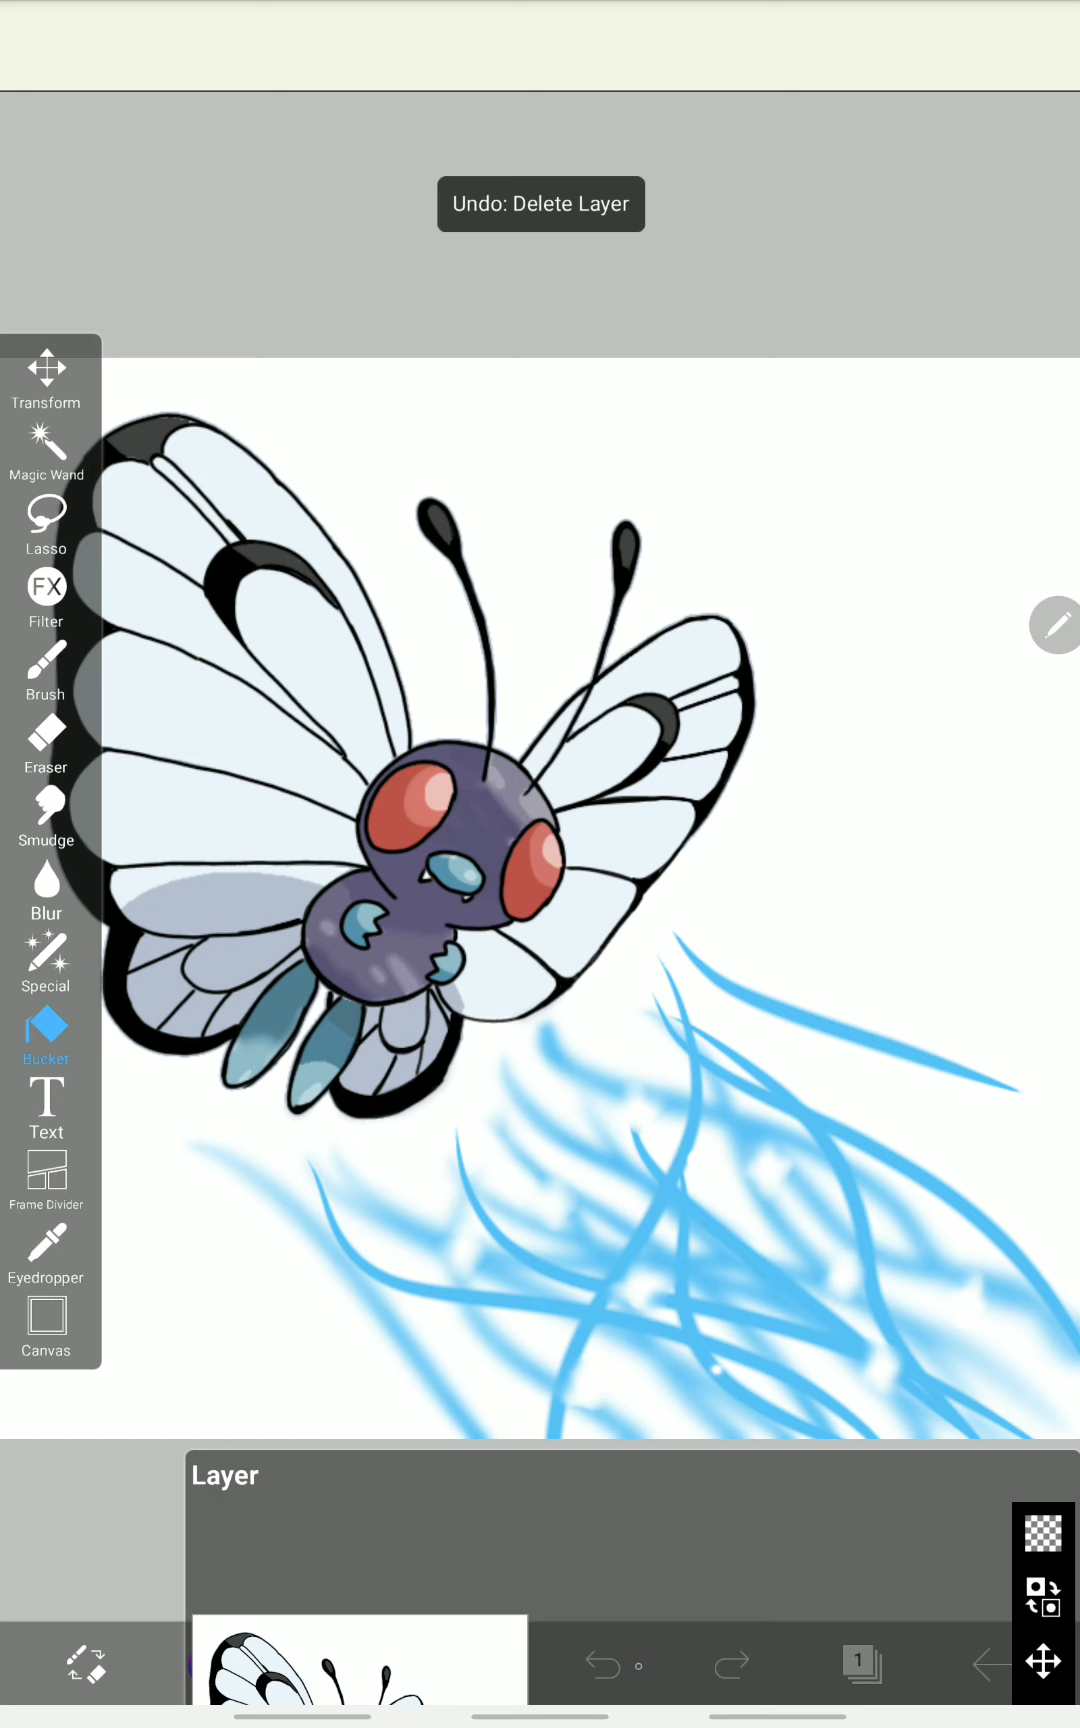 Undo: Delete Layer
Transform
Magic Wand
Lasso
FX
Filter
Brush
Eraser
Smudge
Blur
Special
Bucket
T
Text
Frame Divider
Eyedropper
Canvas
Layer
1